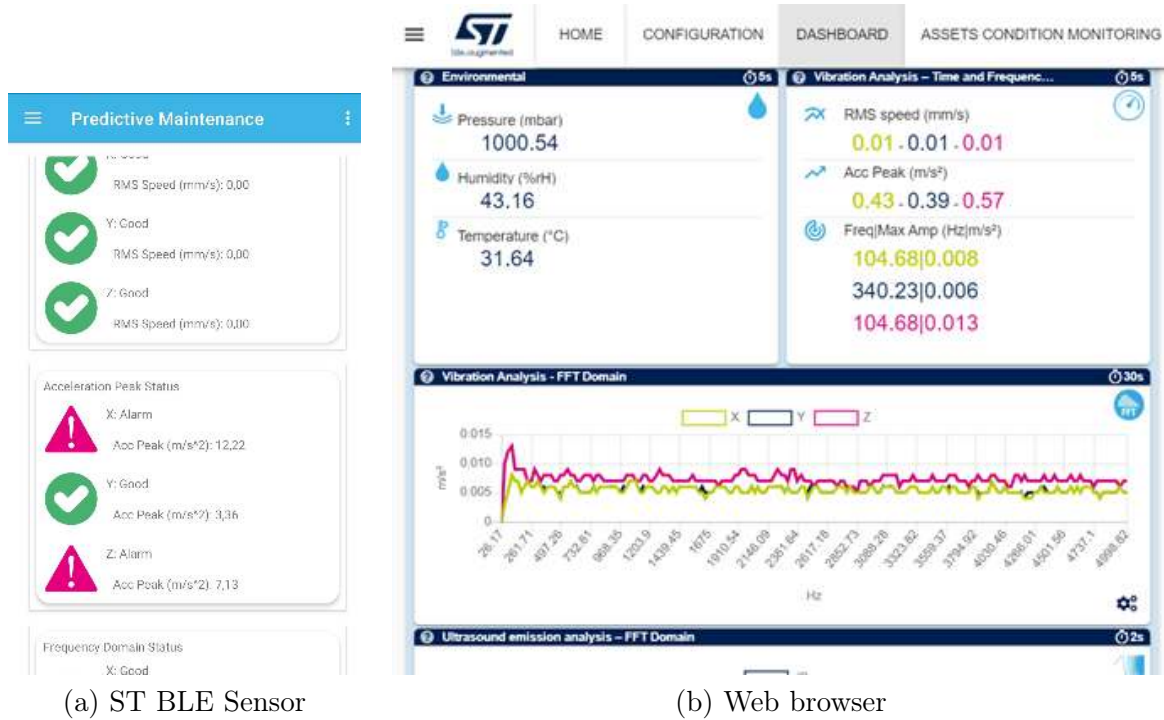 Predictive Maintenance
RMS Speed (mm/s): 0,00
Y: Good
RMS Speed (mm/s): 0,00
Z: Good
RMS Speed (mm/s): 0,00
Acceleration Peak Status
X: Alarm
Acc Peak (m/s^2): 12,22
Y: Good
Acc Peak (m/s^2): 3,36
Z: Alarm
Acc Peak (m/s^2): 7,13
Frequency Domain Status
X: Good
(a) ST BLE Sensor
ST
life.augmented
HOME
CONFIGURATION
DASHBOARD
ASSETS CONDITION MONITORING
Environmental
5s
Pressure (mbar)
1000.54
Humidity (%rH)
43.16
Temperature (°C)
31.64
Vibration Analysis – Time and Frequenc...
5s
RMS speed (mm/s)
0.01 - 0.01 - 0.01
Acc Peak (m/s²)
0.43 - 0.39 - 0.57
Freq|Max Amp (Hz|m/s²)
104.68|0.008
340.23|0.006
104.68|0.013
Vibration Analysis - FFT Domain
30s
FFT
X Y Z
0.015
0.010
0.005
0
m/s²
26.17 261.71 497.26 732.81 968.35 1203.9 1439.45 1675 1910.54 2146.09 2381.64 2617.18 2852.73 3088.28 3323.82 3559.37 3794.92 4030.46 4266.01 4501.56 4737.1 4998.82
Hz
Ultrasound emission analysis – FFT Domain
2s
(b) Web browser